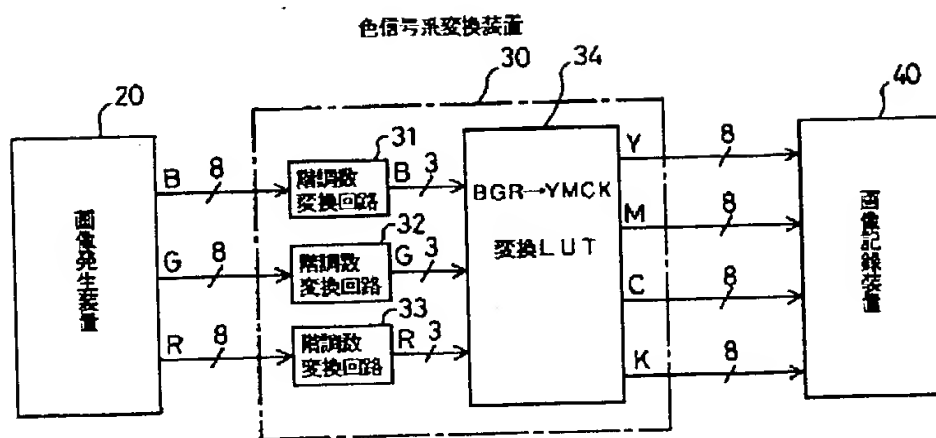 色信号系変換装置
30
34
20
40
31
B 8
階調数
変換回路
B 3
32
G 8
階調数
変換回路
G 3
33
R 8
階調数
変換回路
R 3
画像発生装置
BGR→YMCK
変換LUT
Y 8
M 8
C 8
K 8
画像記録装置